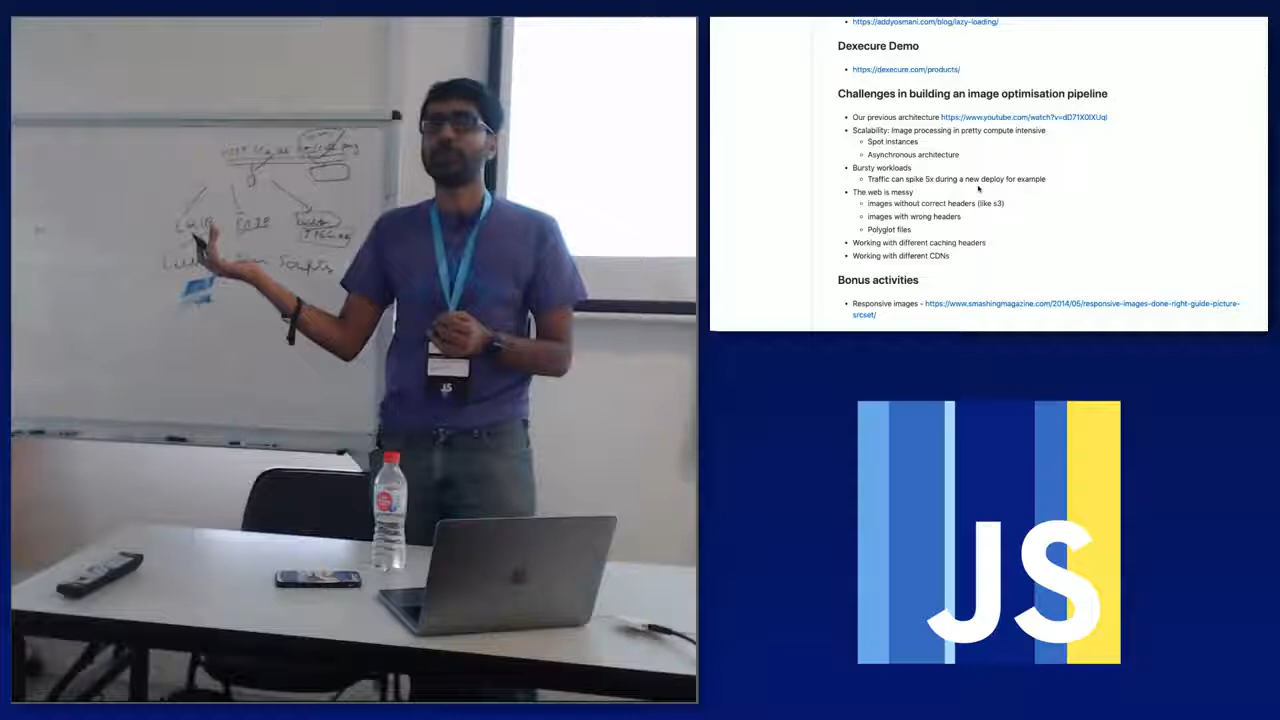 https://addyosmani.com/blog/lazy-loading/
Dexecure Demo
https://dexecure.com/products/
Challenges in building an image optimisation pipeline
Our previous architecture https://www.youtube.com/watch?v=dD71X0IXUqI
Scalability: Image processing in pretty compute intensive
Spot instances
Asynchronous architecture
Bursty workloads
Traffic can spike 5x during a new deploy for example
The web is messy
images without correct headers (like s3)
images with wrong headers
Polyglot files
Working with different caching headers
Working with different CDNs
Bonus activities
Responsive images - https://www.smashingmagazine.com/2014/05/responsive-images-done-right-guide-picture-
srcset/
JS
JS